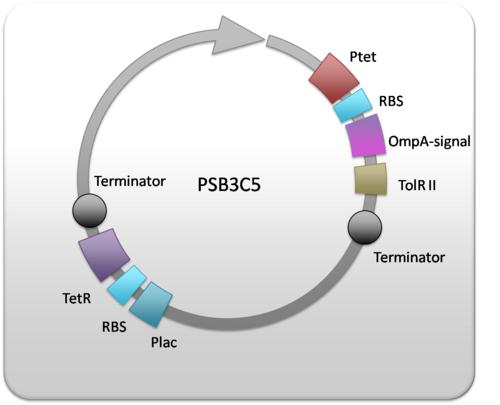 Ptet
RBS
OmpA-signal
TolR II
Terminator
PSB3C5
Terminator
TetR
RBS
Plac